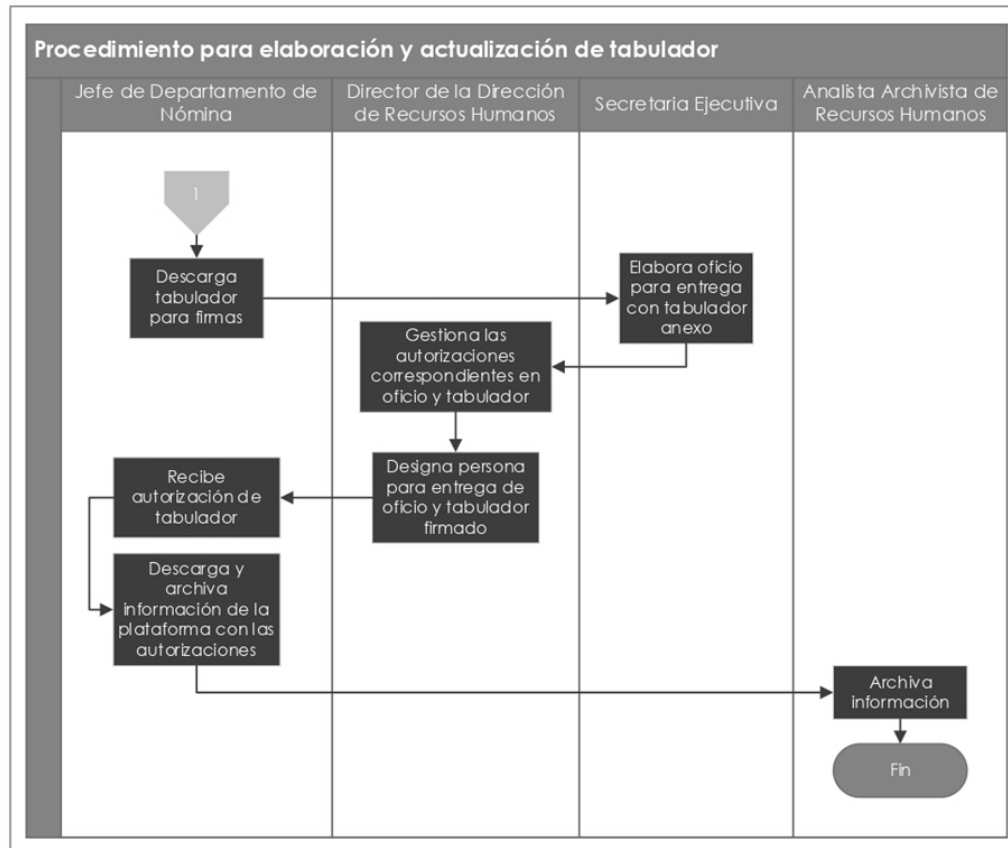 Procedimiento para elaboración y actualización de tabulador
Jefe de Departamento de
Nómina
Director de la Dirección
de Recursos Humanos
Secretaria Ejecutiva
Analista Archivista de
Recursos Humanos
1
Descarga
tabulador
para firmas
Elabora oficio
para entrega
con tabulador
anexo
Gestiona las
autorizaciones
correspondientes en
oficio y tabulador
Designa persona
para entrega de
oficio y tabulador
firmado
Recibe
autorización de
tabulador
Descarga y
archiva
información de la
plataforma con las
autorizaciones
Archiva
información
Fin